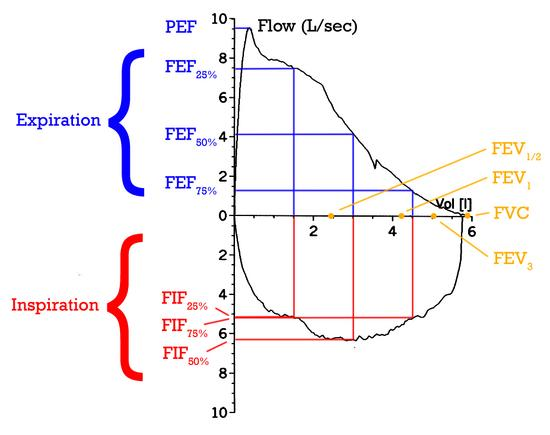 10
PEF
Flow (L/sec)
8
FEF25%
6
Expiration
4
FEF50%
FEV1/2
2
FEV1
FEF75%
Vol [l]
0
2
4
6
FVC
2
FEV3
4
Inspiration
FIF25%
FIF75%
6
FIF50%
8
10